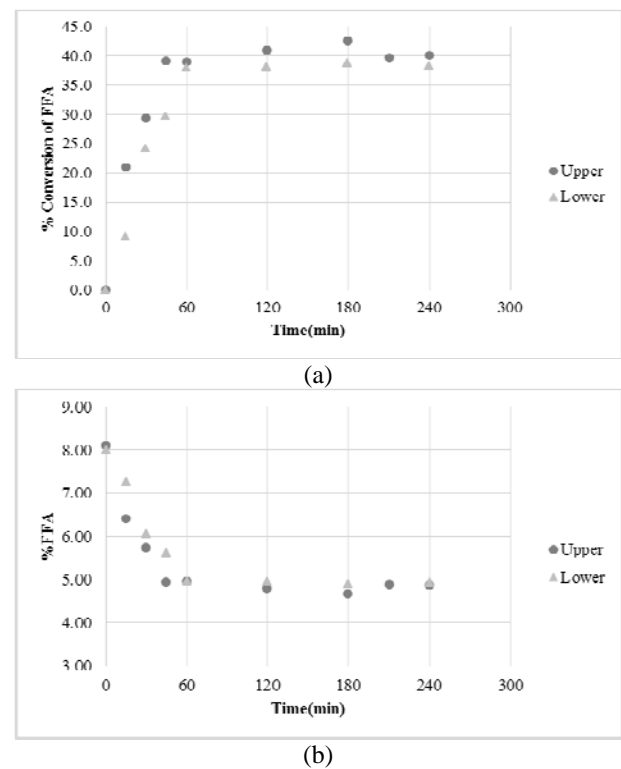 45.0
40.0
35.0
30.0
25.0
20.0
15.0
10.0
5.0
0.0
% Conversion of FFA
0 60 120 180 240 300
Time(min)
Upper
Lower
(a)
9.00
8.00
7.00
6.00
5.00
4.00
3.00
%FFA
0 60 120 180 240 300
Time(min)
Upper
Lower
(b)